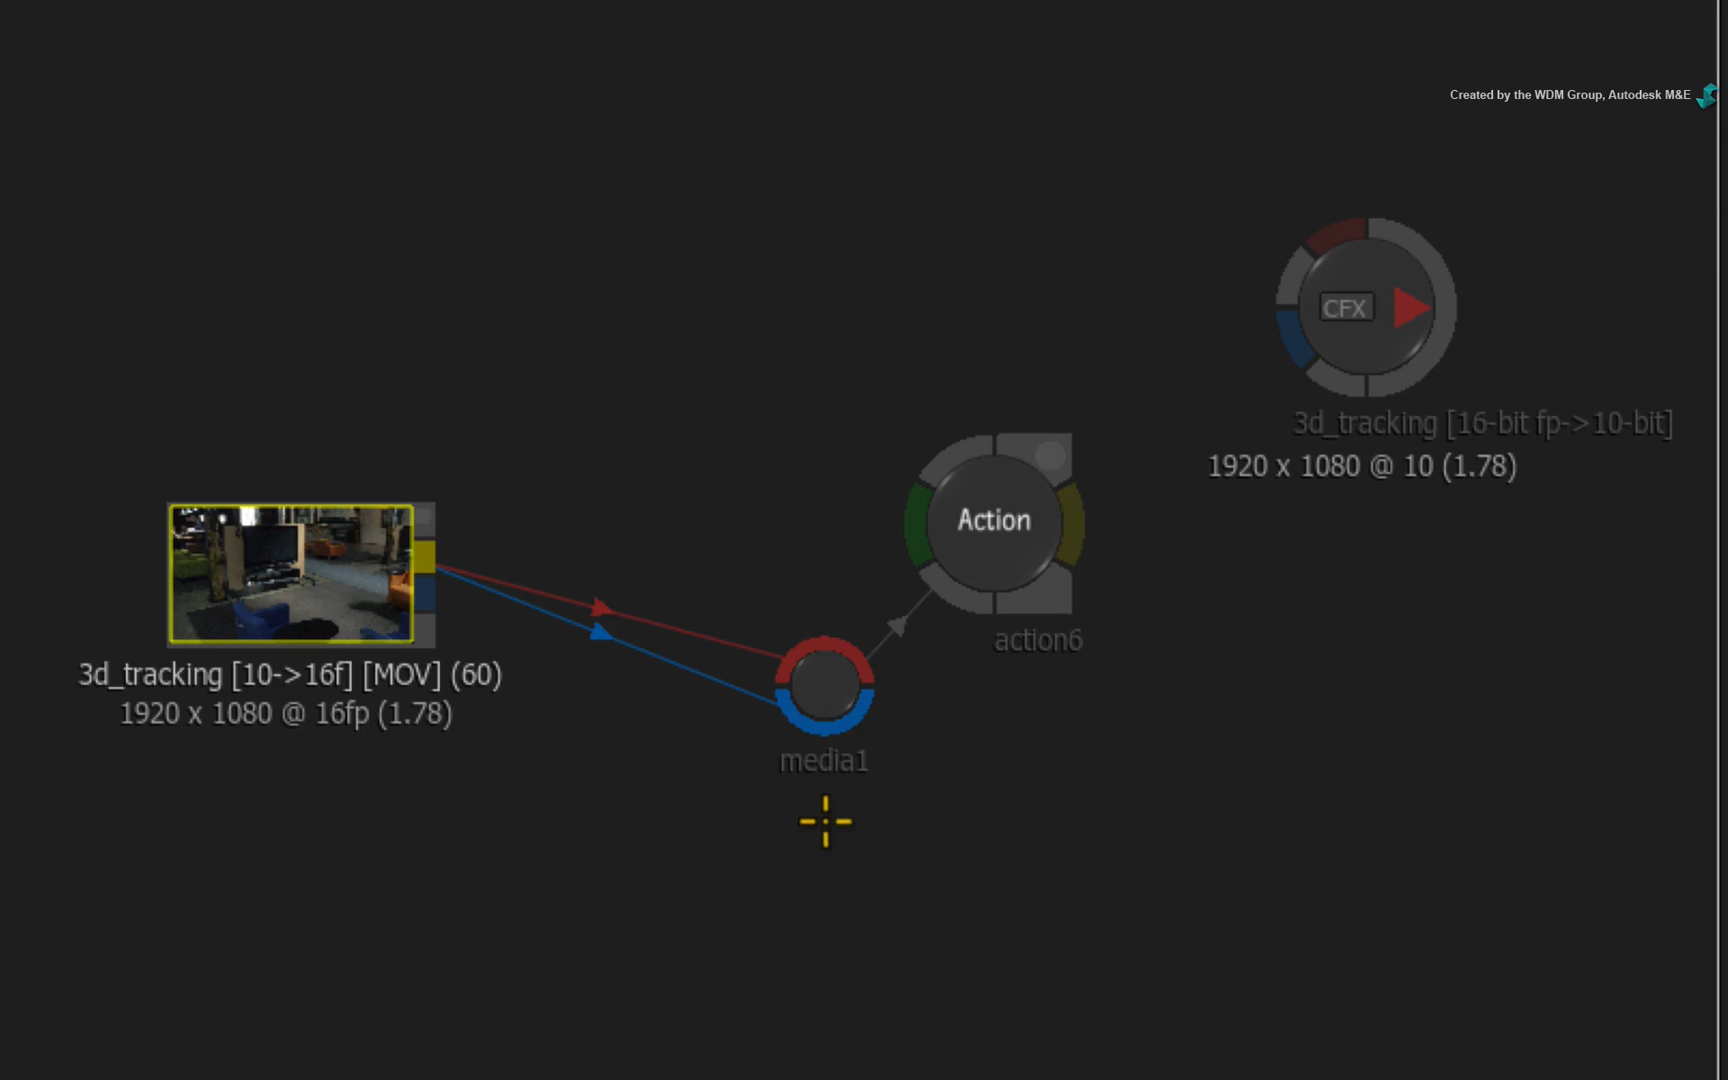 Created by the WDM Group, Autodesk M&E
CFX
3d_tracking [16-bit fp->10-bit]
1920 x 1080 @ 10 (1.78)
Action
action6
3d_tracking [10->16f] [MOV] (60)
1920 x 1080 @ 16fp (1.78)
media1